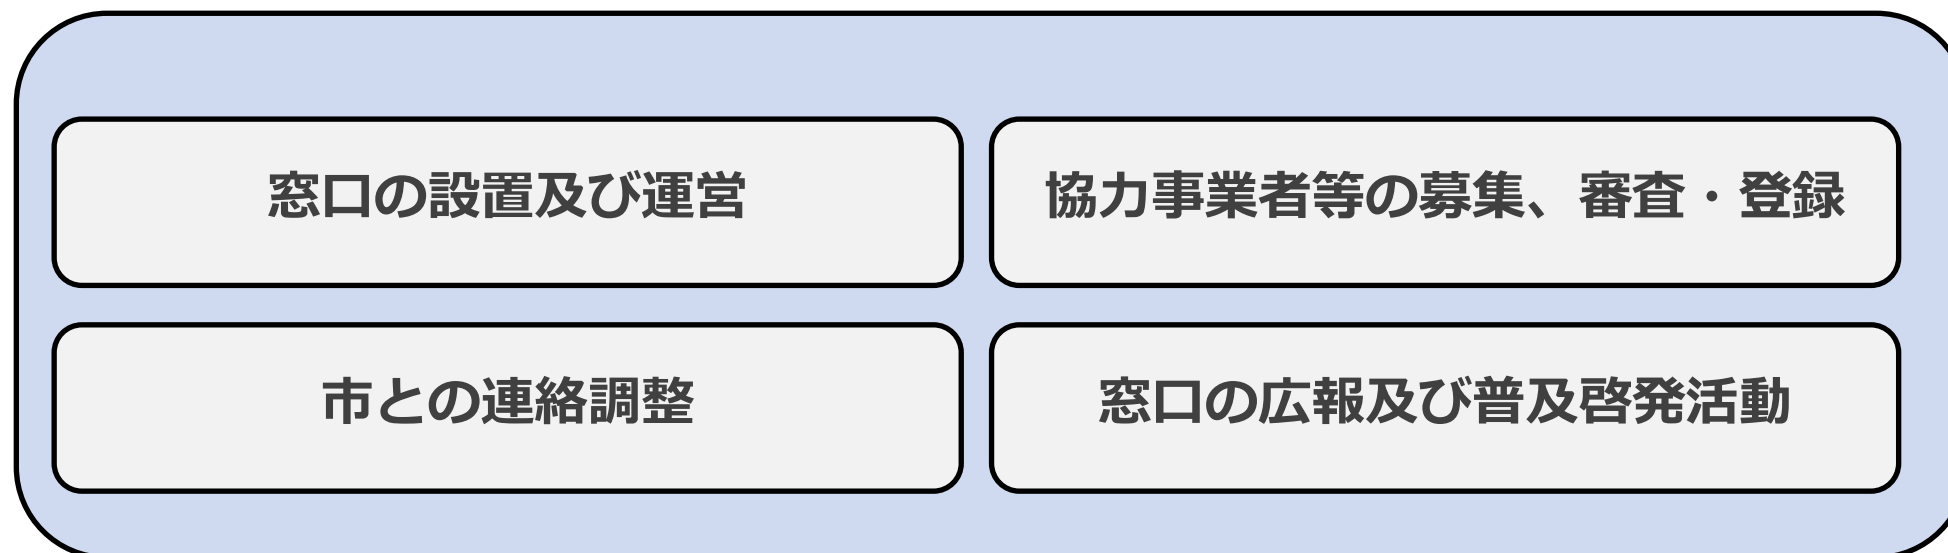 窓口の設置及び運営
協力事業者等の募集、審査・登録
市との連絡調整
窓口の広報及び普及啓発活動